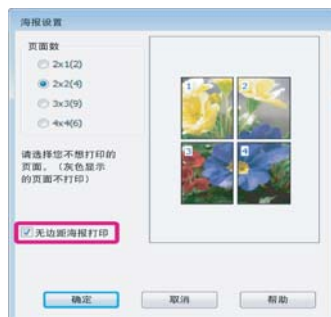 海报设置
页面数
2x1(2)
2x2(4)
3x3(9)
4x4(6)
1
2
3
4
请选择您不想打印的
页面。（灰色显示
的页面不打印）
无边距海报打印
确定
取消
帮助